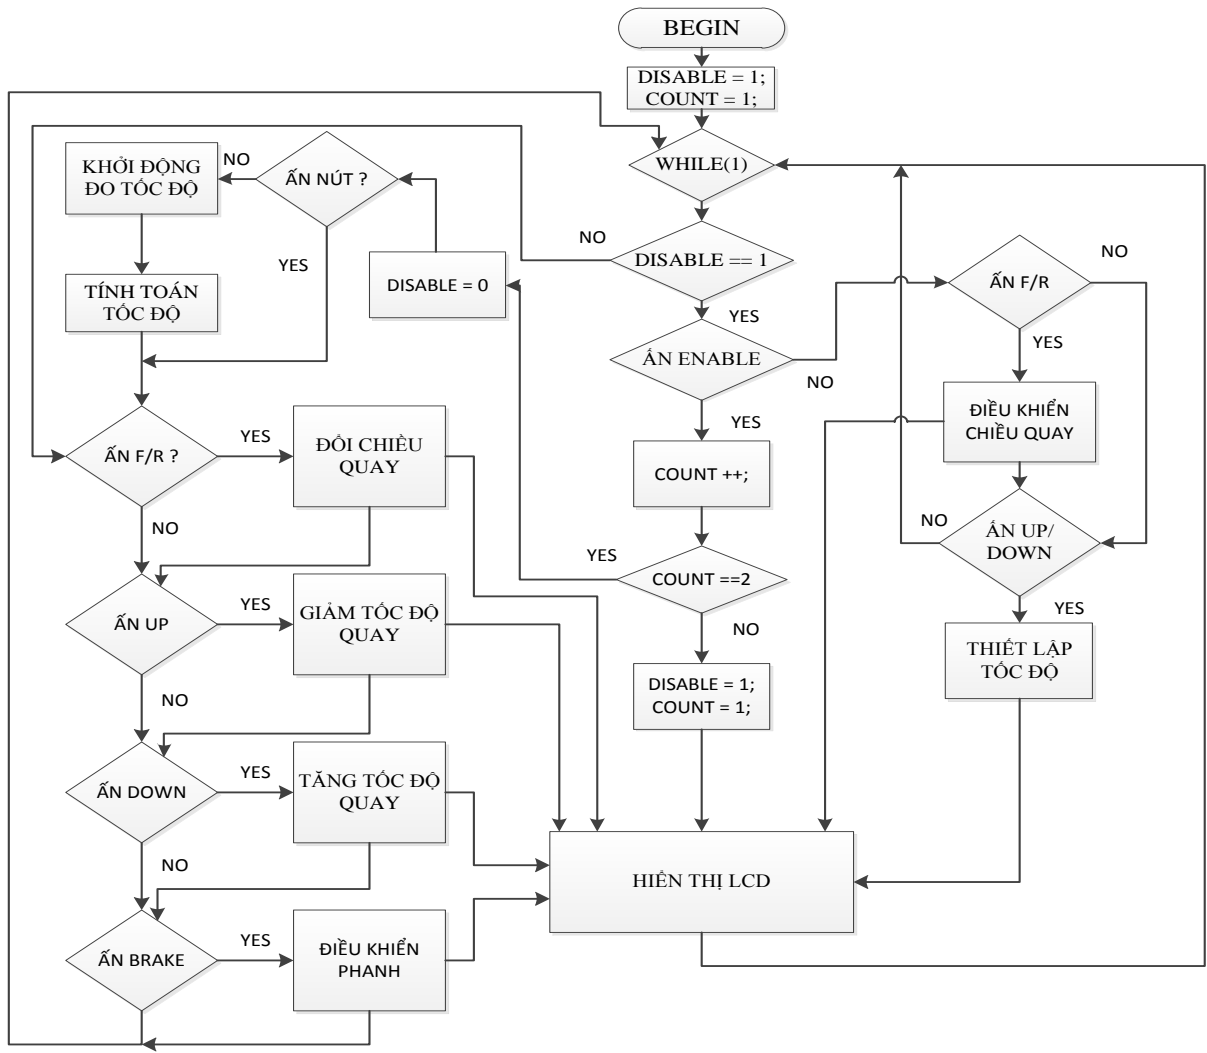 BEGIN
DISABLE = 1;
COUNT = 1;
WHILE(1)
DISABLE == 1
NO
YES
ẤN ENABLE
NO
YES
COUNT ++;
COUNT ==2
YES
NO
DISABLE = 1;
COUNT = 1;
DISABLE = 0
ẤN NÚT ?
NO
YES
KHỞI ĐỘNG
ĐO TỐC ĐỘ
TÍNH TOÁN
TỐC ĐỘ
ẤN F/R ?
YES
NO
ĐỔI CHIỀU
QUAY
ẤN UP
YES
NO
GIẢM TỐC ĐỘ
QUAY
ẤN DOWN
YES
NO
TĂNG TỐC ĐỘ
QUAY
ẤN BRAKE
YES
ĐIỀU KHIỂN
PHANH
ẤN F/R
NO
YES
ĐIỀU KHIỂN
CHIỀU QUAY
ẤN UP/
DOWN
NO
YES
THIẾT LẬP
TỐC ĐỘ
HIỂN THỊ LCD